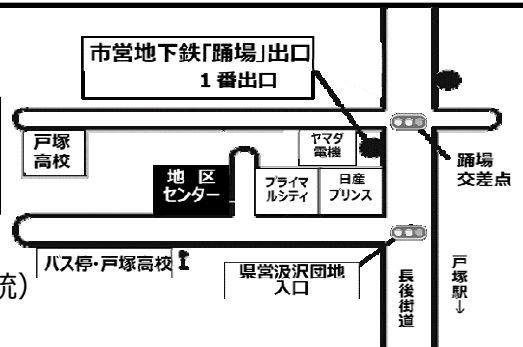 市営地下鉄「踊場」出口
1番出口
戸塚
高校
ヤマダ
電機
踊場
交差点
地 区
センター
プライマ
ルシティ
日産
プリンス
バス停・戸塚高校
県営汲沢団地
入口
長後街道
戸塚駅↓
流)